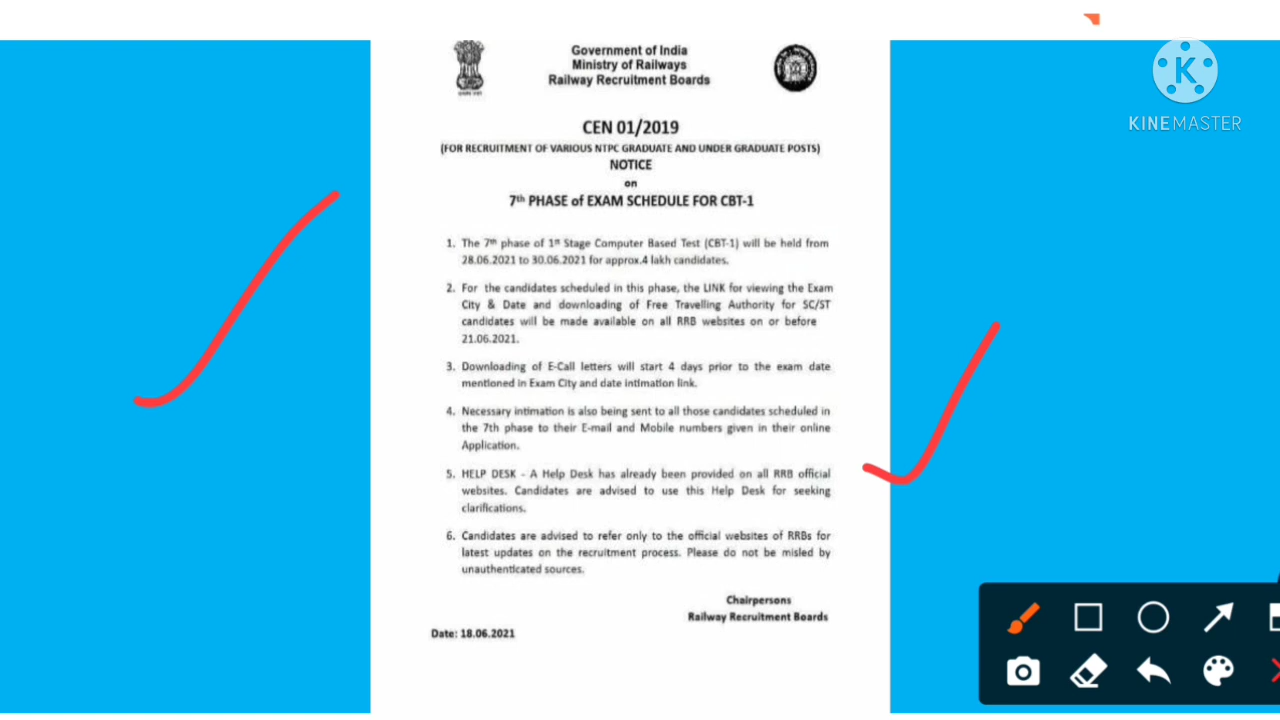 Government of India
Ministry of Railways
Railway Recruitment Boards
KINEMASTER
CEN 01/2019
(FOR RECRUITMENT OF VARIOUS NTPC GRADUATE AND UNDER GRADUATE POSTS)
NOTICE
on
7th PHASE of EXAM SCHEDULE FOR CBT-1
1. The 7th phase of 1st Stage Computer Based Test (CBT-1) will be held from
28.06.2021 to 30.06.2021 for approx.4 lakh candidates.
2. For the candidates scheduled in this phase, the LINK for viewing the Exam
City & Date and downloading of Free Travelling Authority for SC/ST
candidates will be made available on all RRB websites on or before
21.06.2021.
3. Downloading of E-Call letters will start 4 days prior to the exam date
mentioned in Exam City and date intimation link.
4. Necessary intimation is also being sent to all those candidates scheduled in
the 7th phase to their E-mail and Mobile numbers given in their online
Application.
5. HELP DESK - A Help Desk has already been provided on all RRB official
websites. Candidates are advised to use this Help Desk for seeking
clarifications.
6. Candidates are advised to refer only to the official websites of RRBs for
latest updates on the recruitment process. Please do not be misled by
unauthenticated sources.
Chairpersons
Railway Recruitment Boards
Date: 18.06.2021